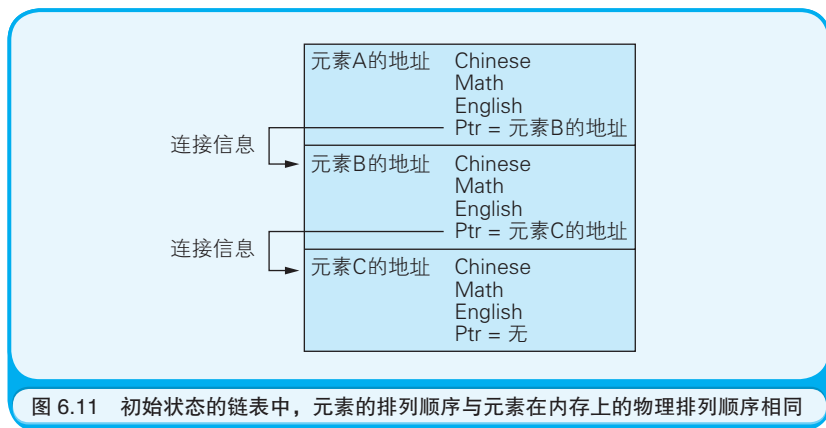 元素A的地址 Chinese
Math
English
Ptr = 元素B的地址
连接信息
元素B的地址 Chinese
Math
English
Ptr = 元素C的地址
连接信息
元素C的地址 Chinese
Math
English
Ptr = 无
图 6.11 初始状态的链表中，元素的排列顺序与元素在内存上的物理排列顺序相同